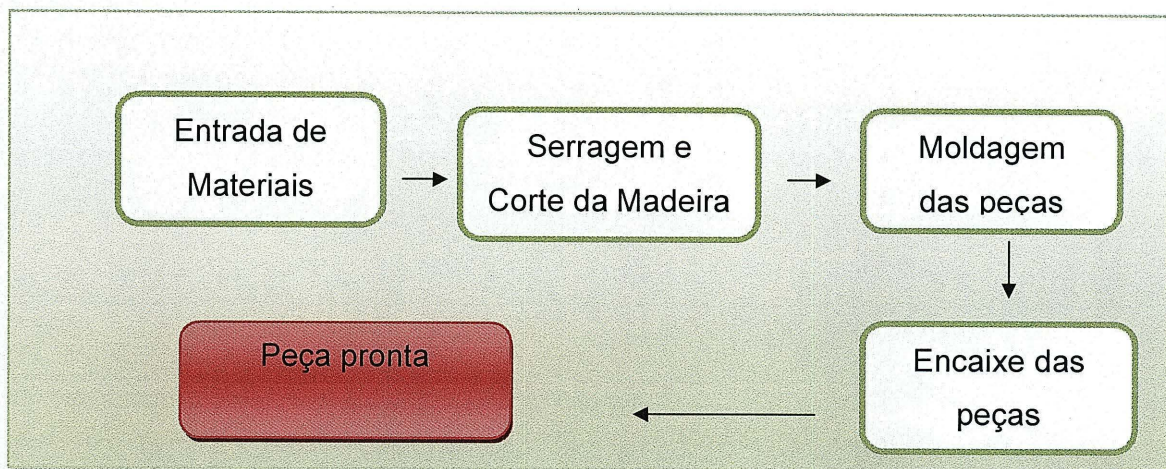 Entrada de
Materiais
Serragem e
Corte da Madeira
Moldagem
das peças
Encaixe das
peças
Peça pronta